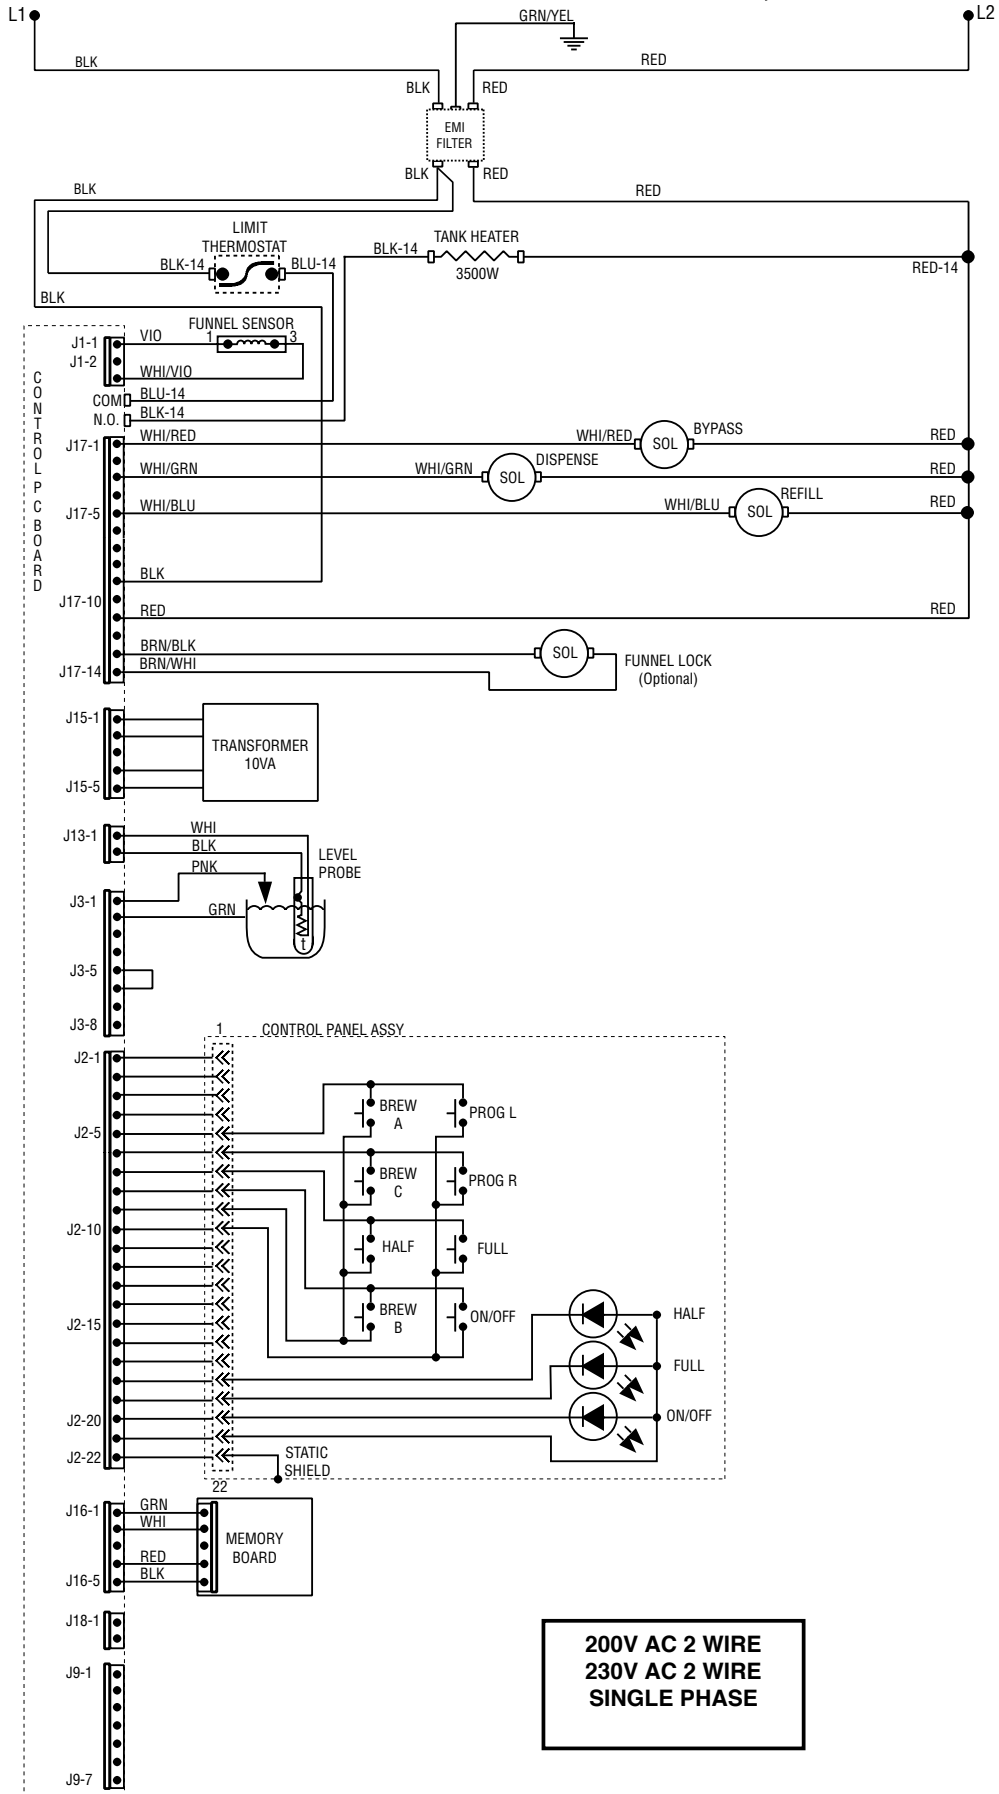 L1
GRN/YEL
L2
BLK
RED
BLK
RED
EMI
FILTER
BLK
RED
BLK
RED
LIMIT
THERMOSTAT
TANK HEATER
BLK-14
BLK-14
BLU-14
3500W
RED-14
BLK
FUNNEL SENSOR
J1-1
VIO
1
3
J1-2
WHI/VIO
CONTROL PC BOARD
COM
BLU-14
N.O.
BLK-14
J17-1
WHI/RED
WHI/RED
SOL
BYPASS
RED
WHI/GRN
WHI/GRN
SOL
DISPENSE
RED
J17-5
WHI/BLU
WHI/BLU
SOL
REFILL
RED
BLK
J17-10
RED
RED
BRN/BLK
SOL
J17-14
BRN/WHI
FUNNEL LOCK
(Optional)
J15-1
TRANSFORMER
10VA
J15-5
J13-1
WHI
BLK
LEVEL
PROBE
PNK
J3-1
GRN
t
J3-5
J3-8
1
CONTROL PANEL ASSY
J2-1
BREW
A
PROG L
J2-5
BREW
C
PROG R
J2-10
HALF
FULL
BREW
B
ON/OFF
HALF
J2-15
FULL
J2-20
ON/OFF
J2-22
STATIC
SHIELD
22
J16-1
GRN
WHI
MEMORY
BOARD
RED
J16-5
BLK
J18-1
200V AC 2 WIRE
230V AC 2 WIRE
SINGLE PHASE
J9-1
J9-7